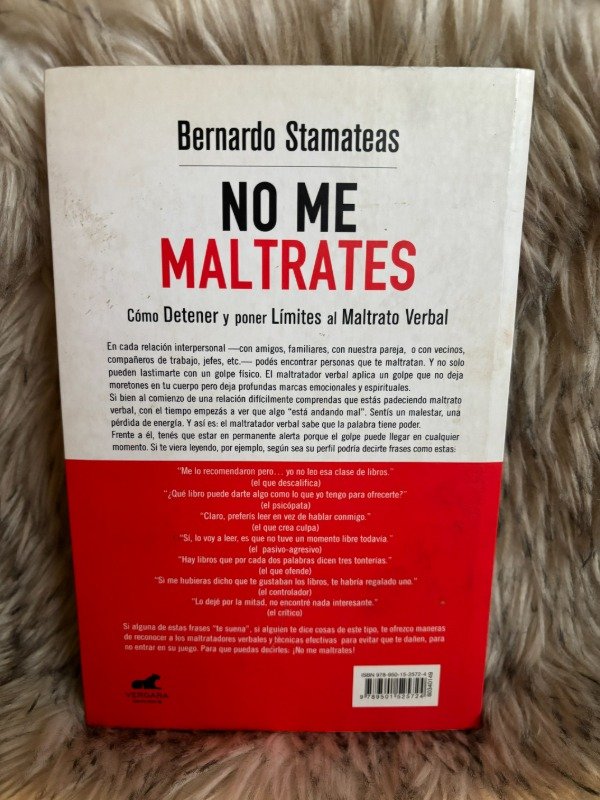 Bernardo Stamateas
NO ME
MALTRATES
Cómo Detener y poner Límites al Maltrato Verbal
En cada relación interpersonal —con amigos, familiares, con nuestra pareja, o con vecinos,
compañeros de trabajo, jefes, etc.— podés encontrar personas que te maltratan. Y no solo
pueden lastimarte con un golpe físico. El maltratador verbal aplica un golpe que no deja
moretones en tu cuerpo pero deja profundas marcas emocionales y espirituales.
Si bien al comienzo de una relación difícilmente comprendas que estás padeciendo maltrato
verbal, con el tiempo empezás a ver que algo “está andando mal”. Sentís un malestar, una
pérdida de energía. Y así es: el maltratador verbal sabe que la palabra tiene poder.
Frente a él, tenés que estar en permanente alerta porque el golpe puede llegar en cualquier
momento. Si te viera leyendo, por ejemplo, según sea su perfil podría decirte frases como estas:
“Me lo recomendaron pero... yo no leo esa clase de libros.”
(el que descalifica)
“¿Qué libro puede darte algo como lo que yo tengo para ofrecerte?”
(el psicópata)
“Claro, preferís leer en vez de hablar conmigo.”
(el que crea culpa)
“Sí, lo voy a leer, es que no tuve un momento libre todavía.”
(el pasivo-agresivo)
“Hay libros que por cada dos palabras dicen tres tonterías.”
(el que ofende)
“Si me hubieras dicho que te gustaban los libros, te habría regalado uno.”
(el controlador)
“Lo dejé por la mitad, no encontré nada interesante.”
(el crítico)
Si alguna de estas frases “te suena”, si alguien te dice cosas de este tipo, te ofrezco maneras
de reconocer a los maltratadores verbales y técnicas efectivas para evitar que te dañen, para
no entrar en su juego. Para que puedas decirles: ¡No me maltrates!
ISBN 978-950-15-3572-4
9 789501 535724
VERGARA